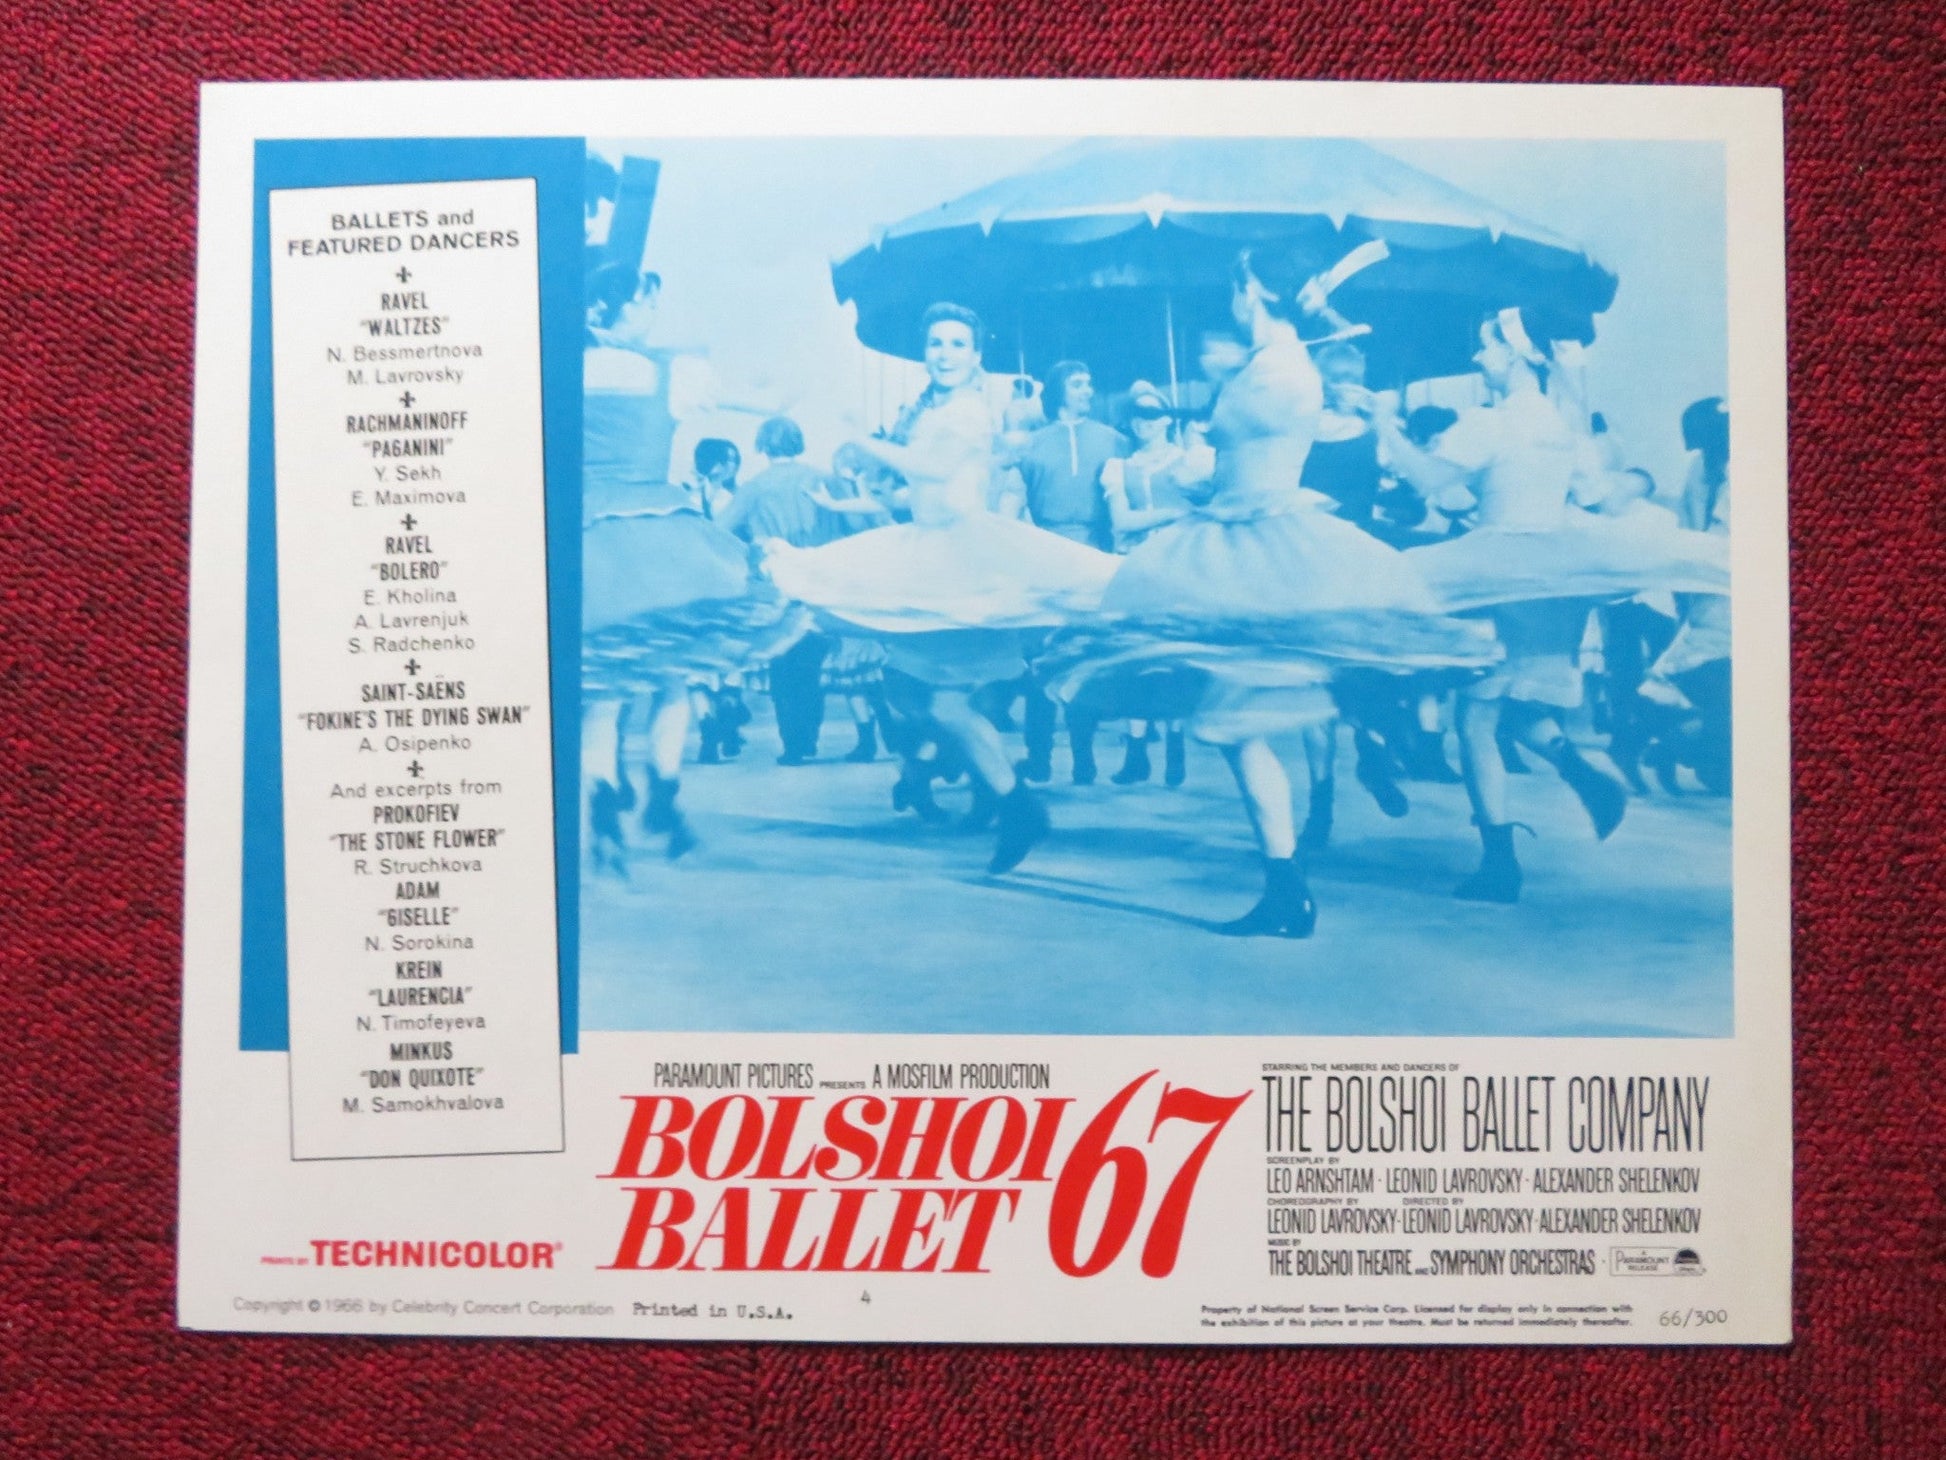 BALLETS and
FEATURED DANCERS
RAVEL
"WALTZES"
N. Bessmertnova
M. Lavrovsky
RACHMANINOFF
"PAGANINI"
Y. Sekh
E. Maximova
RAVEL
"BOLERO"
E. Kholina
A. Lavrenjuk
S. Radchenko
SAINT-SAËNS
"FOKINE'S THE DYING SWAN"
A. Osipenko
And excerpts from
PROKOFIEV
"THE STONE FLOWER"
R. Struchkova
ADAM
"GISELLE"
N. Sorokina
KREIN
"LAURENCIA"
N. Timofeyeva
MINKUS
"DON QUIXOTE"
M. Samokhvalova
PRINTS BY TECHNICOLOR®
PARAMOUNT PICTURES PRESENTS A MOSFILM PRODUCTION
BOLSHOI
BALLET 67
STARRING THE MEMBERS AND DANCERS OF
THE BOLSHOI BALLET COMPANY
SCREENPLAY BY
LEO ARNSHTAM · LEONID LAVROVSKY · ALEXANDER SHELENKOV
CHOREOGRAPHY BY DIRECTED BY
LEONID LAVROVSKY · LEONID LAVROVSKY · ALEXANDER SHELENKOV
MUSIC BY
THE BOLSHOI THEATRE AND SYMPHONY ORCHESTRAS · A PARAMOUNT RELEASE
Copyright © 1966 by Celebrity Concert Corporation Printed in U.S.A.
4
Property of National Screen Service Corp. Licensed for display only in connection with
the exhibition of this picture at your theatre. Must be returned immediately thereafter.
66/300